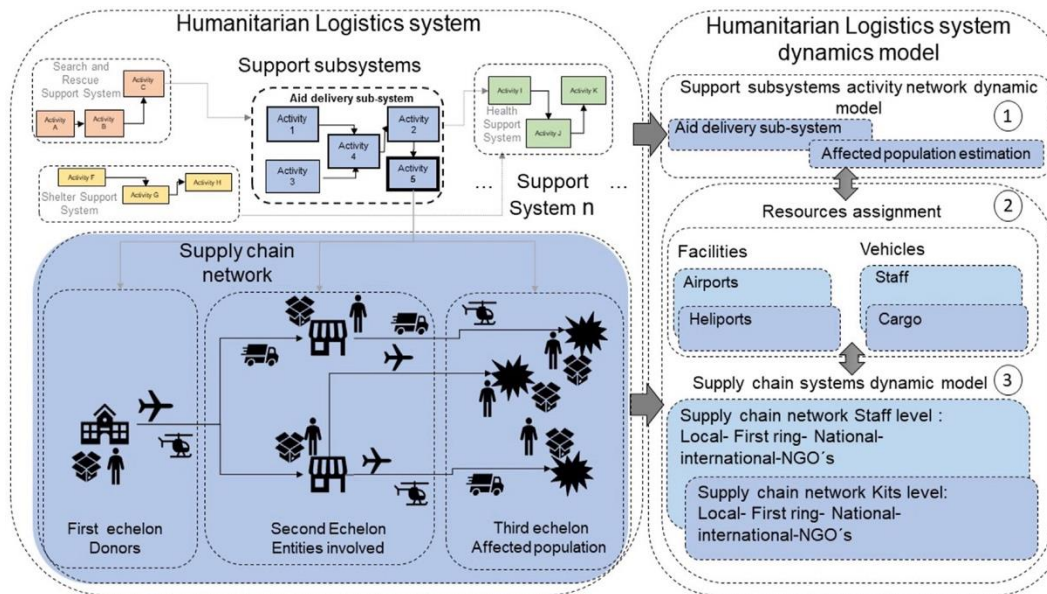 Humanitarian Logistics system
Search and
Rescue Support System
Activity
A
Activity
B
Activity
C
Support subsystems
Aid delivery sub-system
Activity
1
Activity
2
Activity
3
Activity
4
Activity
5
Activity I
Activity J
Activity K
Health
Support
System
Activity F
Activity G
Activity H
Shelter Support
System
... Support ...
System n
Supply chain
network
First echelon
Donors
Second Echelon
Entities involved
Third echelon
Affected population
Humanitarian Logistics system
dynamics model
Support subsystems activity network dynamic
model
1
Aid delivery sub-system
Affected population estimation
2
Resources assignment
Facilities
Airports
Heliports
Vehicles
Staff
Cargo
3
Supply chain systems dynamic model
Supply chain network Staff level :
Local- First ring- National-
international-NGO´s
Supply chain network Kits level:
Local- First ring- National-
international-NGO´s